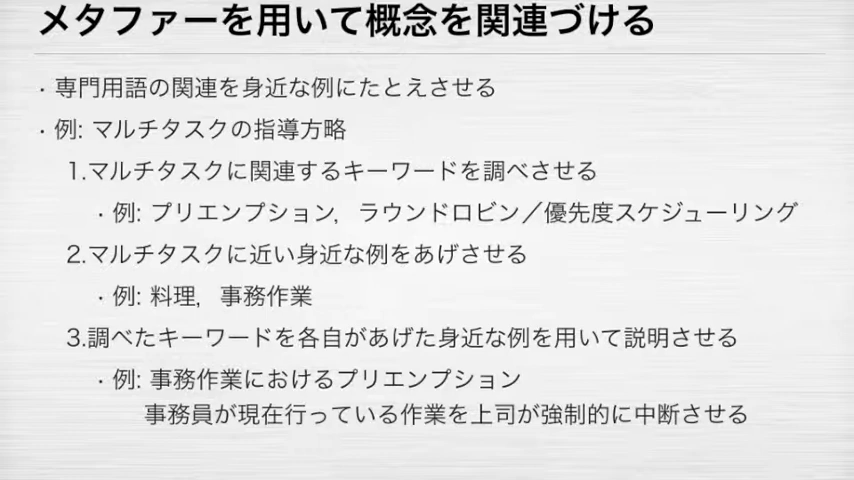 メタファーを用いて概念を関連づける
・専門用語の関連を身近な例にたとえさせる
・例: マルチタスクの指導方略
1.マルチタスクに関連するキーワードを調べさせる
・例: プリエンプション，ラウンドロビン／優先度スケジューリング
2.マルチタスクに近い身近な例をあげさせる
・例: 料理，事務作業
3.調べたキーワードを各自があげた身近な例を用いて説明させる
・例: 事務作業におけるプリエンプション
事務員が現在行っている作業を上司が強制的に中断させる